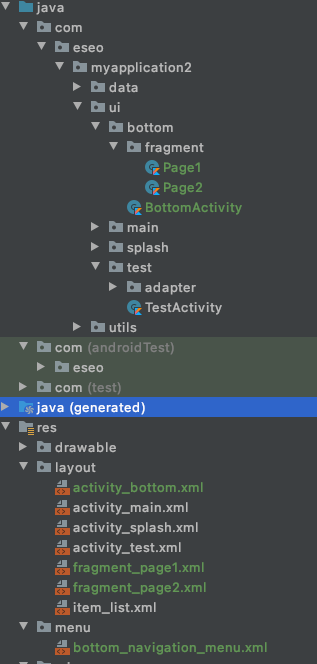 java
com
eseo
myapplication2
data
ui
bottom
fragment
Page1
Page2
BottomActivity
main
splash
test
adapter
TestActivity
utils
com (androidTest)
eseo
com (test)
java (generated)
res
drawable
layout
activity_bottom.xml
activity_main.xml
activity_splash.xml
activity_test.xml
fragment_page1.xml
fragment_page2.xml
item_list.xml
menu
bottom_navigation_menu.xml